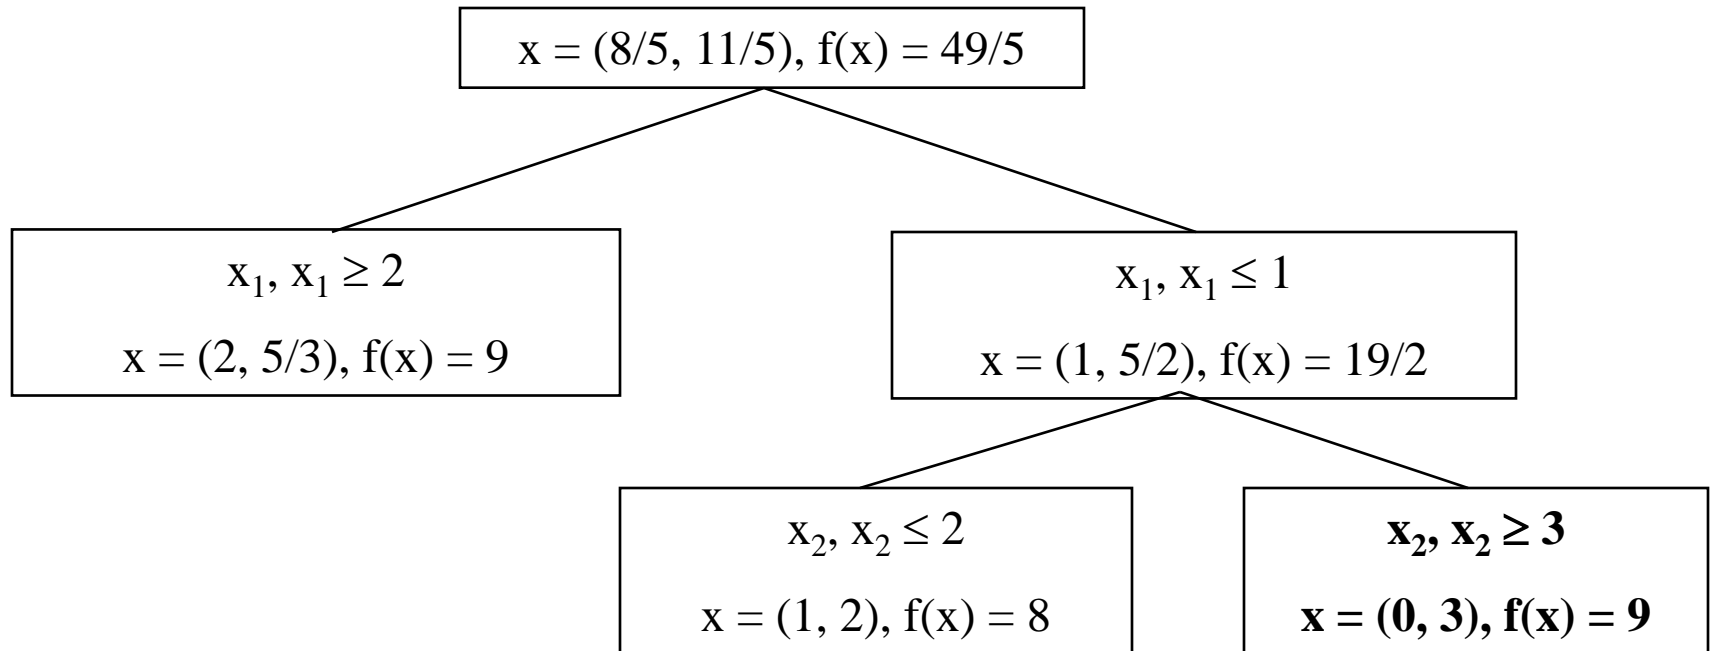 x = (8/5, 11/5), f(x) = 49/5
x₁, x₁ ≥ 2
x = (2, 5/3), f(x) = 9
x₁, x₁ ≤ 1
x = (1, 5/2), f(x) = 19/2
x₂, x₂ ≤ 2
x = (1, 2), f(x) = 8
x₂, x₂ ≥ 3
x = (0, 3), f(x) = 9